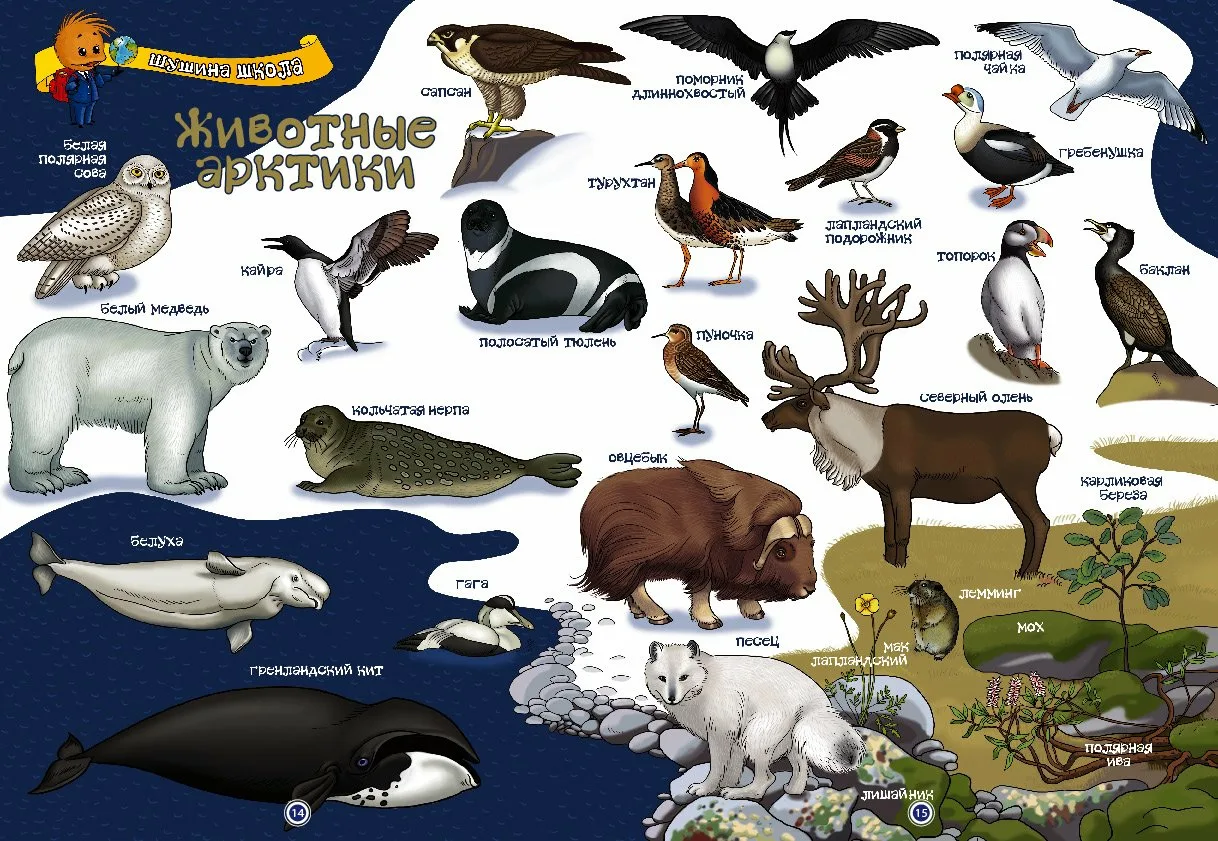 Шушина школа
Животные
арктики
белая
полярная
сова
сапсан
поморник
длиннохвостый
полярная
чайка
гребенушка
турухтан
лапландский
подорожник
топорок
баклан
кайра
белый медведь
полосатый тюлень
пуночка
северный олень
кольчатая нерпа
овцебык
карликовая
береза
белуха
гага
лемминг
мох
мак
лапландский
песец
гренландский кит
полярная
ива
лишайник
14
15